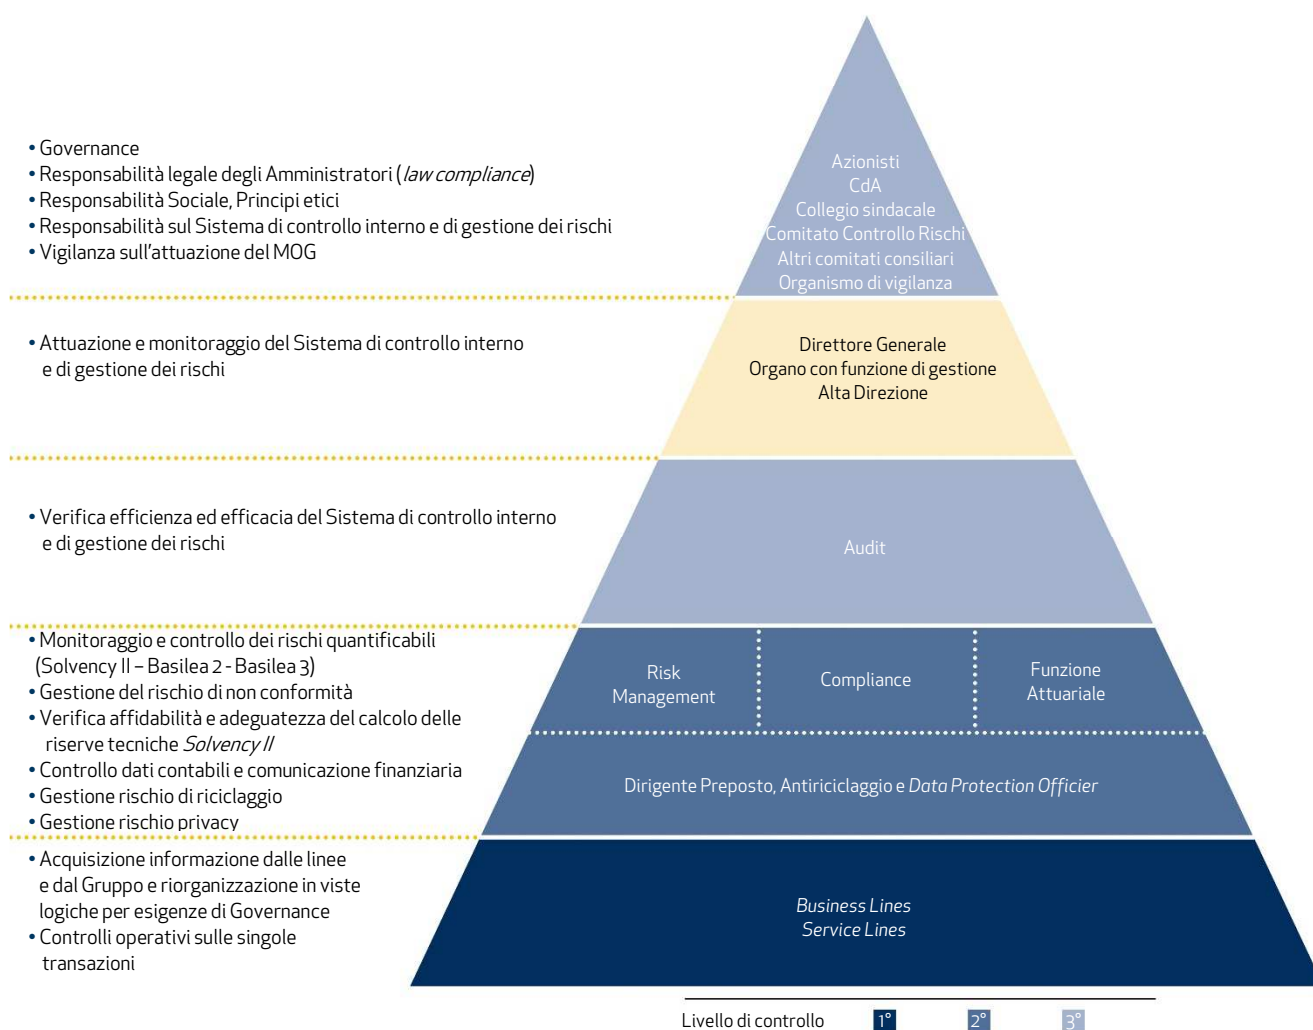 • Governance
• Responsabilità legale degli Amministratori (law compliance)
• Responsabilità Sociale, Principi etici
• Responsabilità sul Sistema di controllo interno e di gestione dei rischi
• Vigilanza sull'attuazione del MOG
Azionisti
CdA
Collegio sindacale
Comitato Controllo Rischi
Altri comitati consiliari
Organismo di vigilanza
• Attuazione e monitoraggio del Sistema di controllo interno
e di gestione dei rischi
Direttore Generale
Organo con funzione di gestione
Alta Direzione
• Verifica efficienza ed efficacia del Sistema di controllo interno
e di gestione dei rischi
Audit
• Monitoraggio e controllo dei rischi quantificabili
(Solvency II – Basilea 2 - Basilea 3)
• Gestione del rischio di non conformità
• Verifica affidabilità e adeguatezza del calcolo delle
riserve tecniche Solvency II
• Controllo dati contabili e comunicazione finanziaria
• Gestione rischio di riciclaggio
• Gestione rischio privacy
Risk
Management
Compliance
Funzione
Attuariale
Dirigente Preposto, Antiriciclaggio e Data Protection Officier
• Acquisizione informazione dalle linee
e dal Gruppo e riorganizzazione in viste
logiche per esigenze di Governance
• Controlli operativi sulle singole
transazioni
Business Lines
Service Lines
Livello di controllo 1° 2° 3°